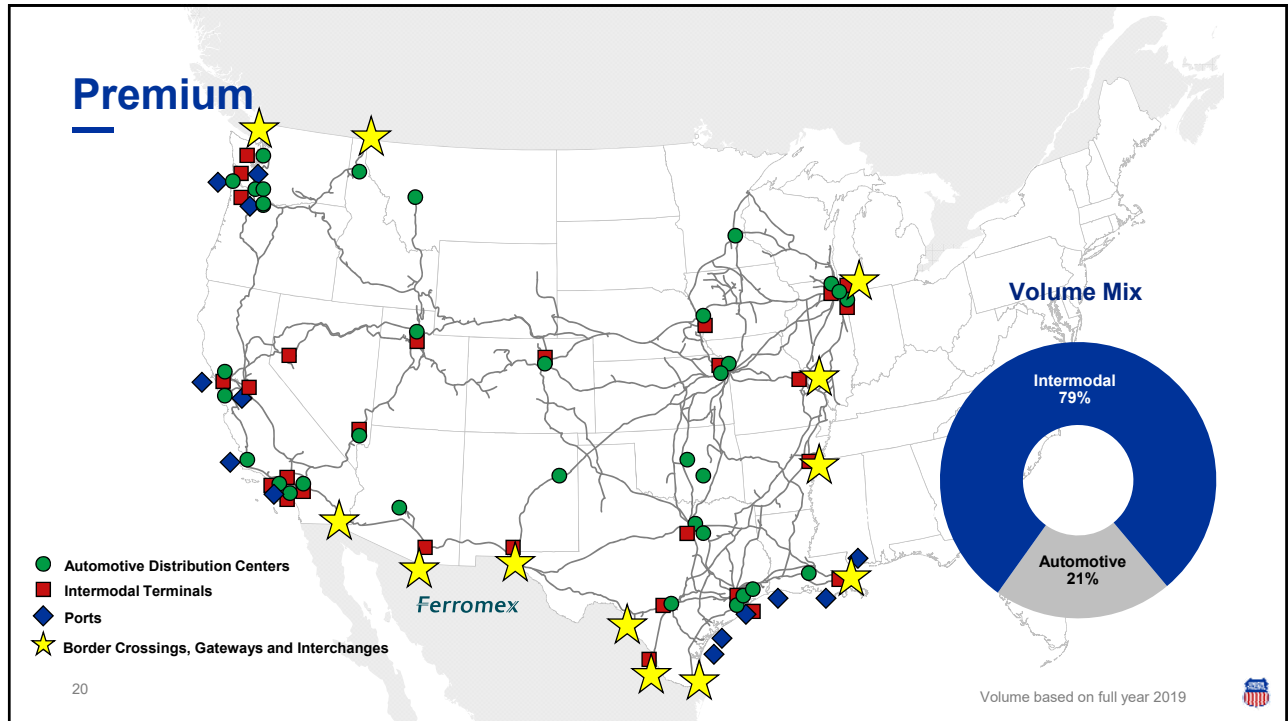 Premium
Volume Mix
Intermodal
79%
Automotive
21%
Automotive Distribution Centers
Intermodal Terminals
Ports
Border Crossings, Gateways and Interchanges
Ferromex
20
Volume based on full year 2019